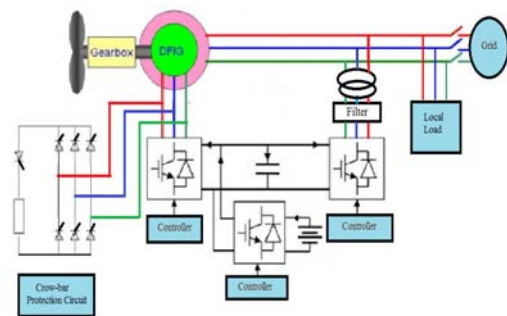 Gearbox
DFIG
Grid
Filter
Local
Load
Controller
Controller
Controller
Crow-bar
Protection Circuit